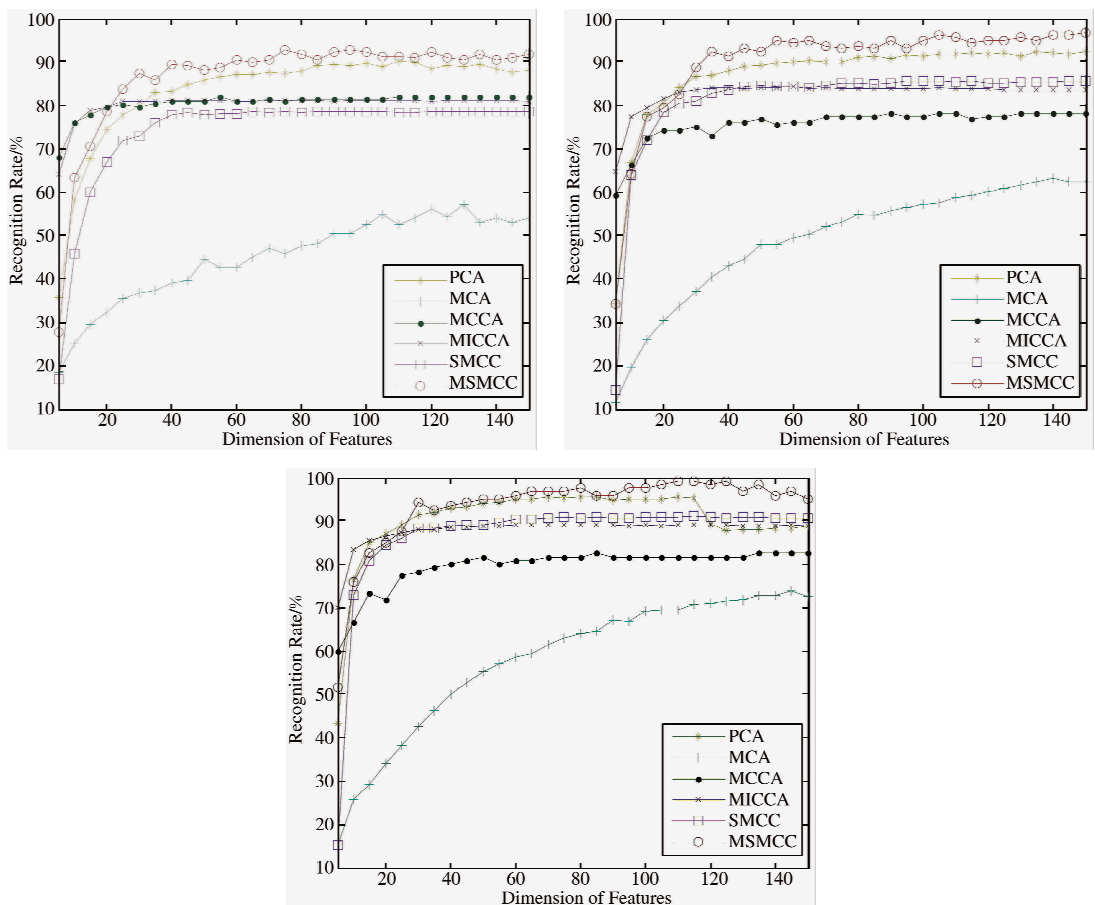 100
90
80
70
60
50
40
30
20
10
Recognition Rate/%
20 40 60 80 100 120 140
Dimension of Features
PCA
MCA
MCCA
MICCA
SMCC
MSMCC
100
90
80
70
60
50
40
30
20
10
Recognition Rate/%
20 40 60 80 100 120 140
Dimension of Features
PCA
MCA
MCCA
MICCA
SMCC
MSMCC
100
90
80
70
60
50
40
30
20
10
Recognition Rate/%
20 40 60 80 100 120 140
Dimension of Features
PCA
MCA
MCCA
MICCA
SMCC
MSMCC